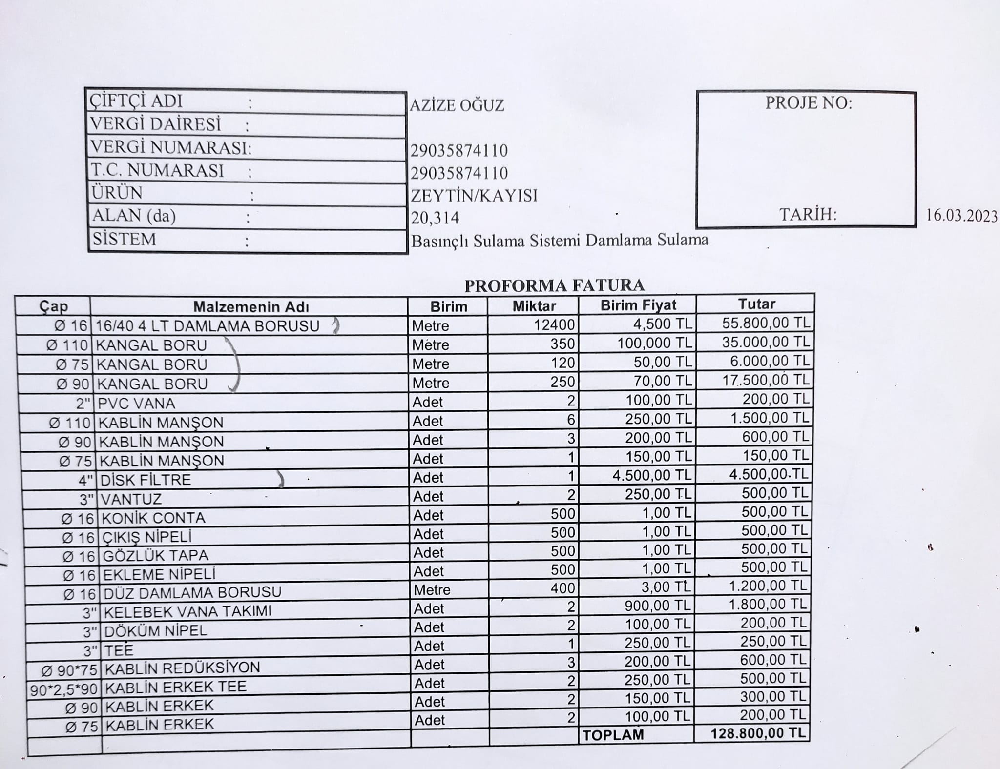 ÇİFTÇİ ADI : AZİZE OĞUZ
VERGİ DAİRESİ :
VERGİ NUMARASI: 29035874110
T.C. NUMARASI : 29035874110
ÜRÜN : ZEYTİN/KAYISI
ALAN (da) : 20,314
SİSTEM : Basınçlı Sulama Sistemi Damlama Sulama
PROJE NO:
TARİH: 16.03.2023
PROFORMA FATURA
Çap Malzemenin Adı Birim Miktar Birim Fiyat Tutar
Ø 16 16/40 4 LT DAMLAMA BORUSU Metre 12400 4,500 TL 55.800,00 TL
Ø 110 KANGAL BORU Metre 350 100,000 TL 35.000,00 TL
Ø 75 KANGAL BORU Metre 120 50,00 TL 6.000,00 TL
Ø 90 KANGAL BORU Metre 250 70,00 TL 17.500,00 TL
2" PVC VANA Adet 2 100,00 TL 200,00 TL
Ø 110 KABLİN MANŞON Adet 6 250,00 TL 1.500,00 TL
Ø 90 KABLİN MANŞON Adet 3 200,00 TL 600,00 TL
Ø 75 KABLİN MANŞON Adet 1 150,00 TL 150,00 TL
4" DİSK FİLTRE Adet 1 4.500,00 TL 4.500,00 TL
3" VANTUZ Adet 2 250,00 TL 500,00 TL
Ø 16 KONİK CONTA Adet 500 1,00 TL 500,00 TL
Ø 16 ÇIKIŞ NİPELİ Adet 500 1,00 TL 500,00 TL
Ø 16 GÖZLÜK TAPA Adet 500 1,00 TL 500,00 TL
Ø 16 EKLEME NİPELİ Adet 500 1,00 TL 500,00 TL
Ø 16 DÜZ DAMLAMA BORUSU Metre 400 3,00 TL 1.200,00 TL
3" KELEBEK VANA TAKIMI Adet 2 900,00 TL 1.800,00 TL
3" DÖKÜM NİPEL Adet 2 100,00 TL 200,00 TL
3" TEE Adet 1 250,00 TL 250,00 TL
Ø 90*75 KABLİN REDÜKSİYON Adet 3 200,00 TL 600,00 TL
90*2,5*90 KABLİN ERKEK TEE Adet 2 250,00 TL 500,00 TL
Ø 90 KABLİN ERKEK Adet 2 150,00 TL 300,00 TL
Ø 75 KABLİN ERKEK Adet 2 100,00 TL 200,00 TL
TOPLAM 128.800,00 TL